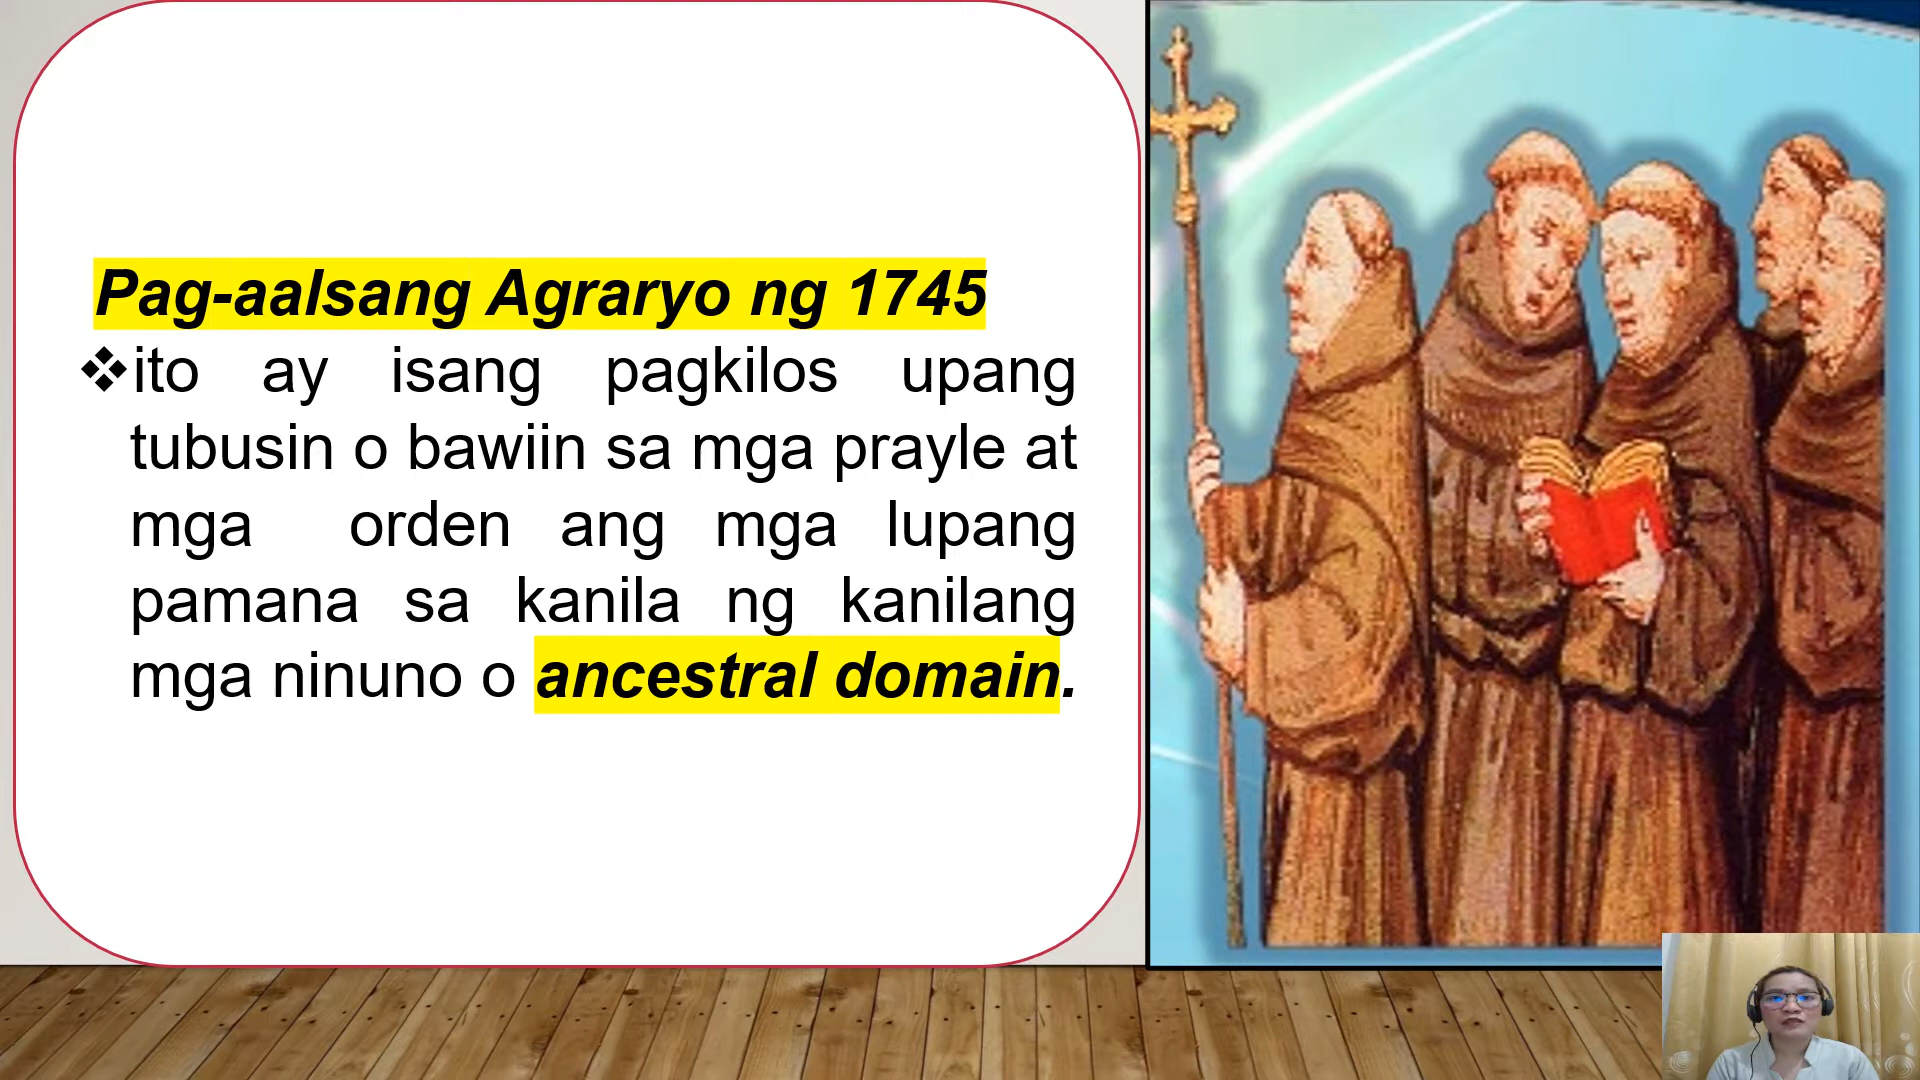 Pag-aalsang Agraryo ng 1745
❖ito ay isang pagkilos upang
tubusin o bawiin sa mga prayle at
mga orden ang mga lupang
pamana sa kanila ng kanilang
mga ninuno o ancestral domain.